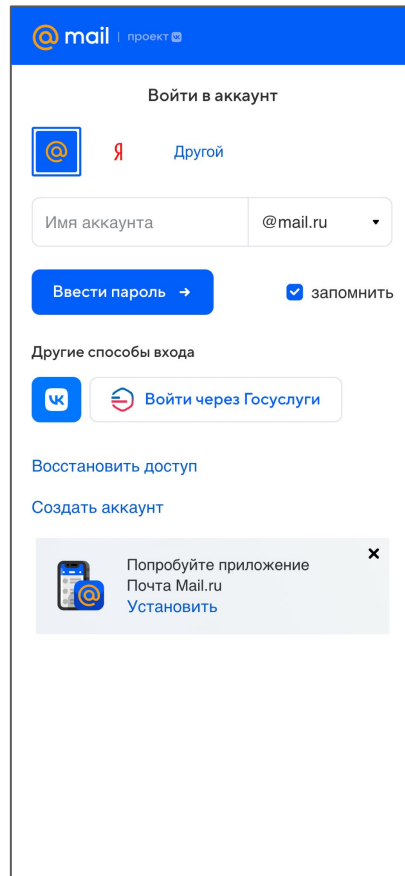 @mail | проект
Войти в аккаунт
@ Я Другой
Имя аккаунта @mail.ru
Ввести пароль → запомнить
Другие способы входа
Войти через Госуслуги
Восстановить доступ
Создать аккаунт
Попробуйте приложение
Почта Mail.ru
Установить